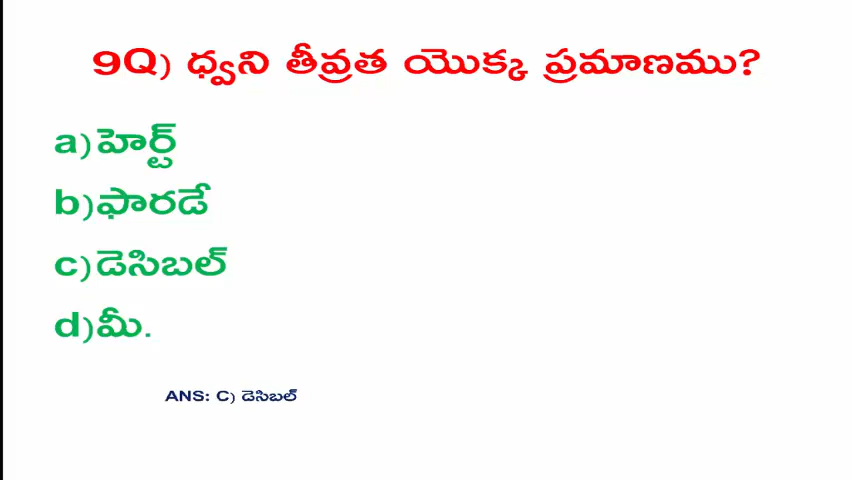 9Q) ధ్వని తీవ్రత యొక్క ప్రమాణము?
a)హెర్ట్
b)ఫారడే
c)డెసిబల్
d)మీ.
ANS: C) డెసిబల్